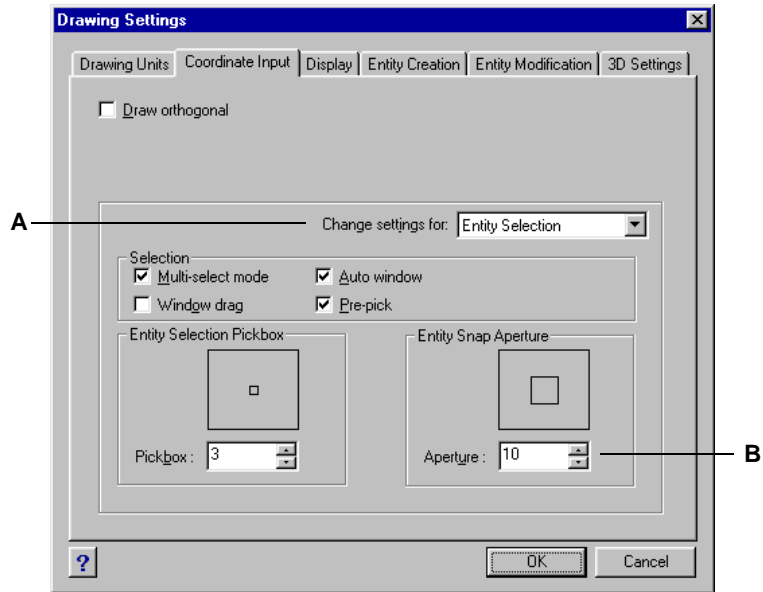 Drawing Settings
Drawing Units Coordinate Input Display Entity Creation Entity Modification 3D Settings
Draw orthogonal
A
Change settings for: Entity Selection
Selection
Multi-select mode Auto window
Window drag Pre-pick
Entity Selection Pickbox Entity Snap Aperture
Pickbox : 3 Aperture : 10
B
? OK Cancel